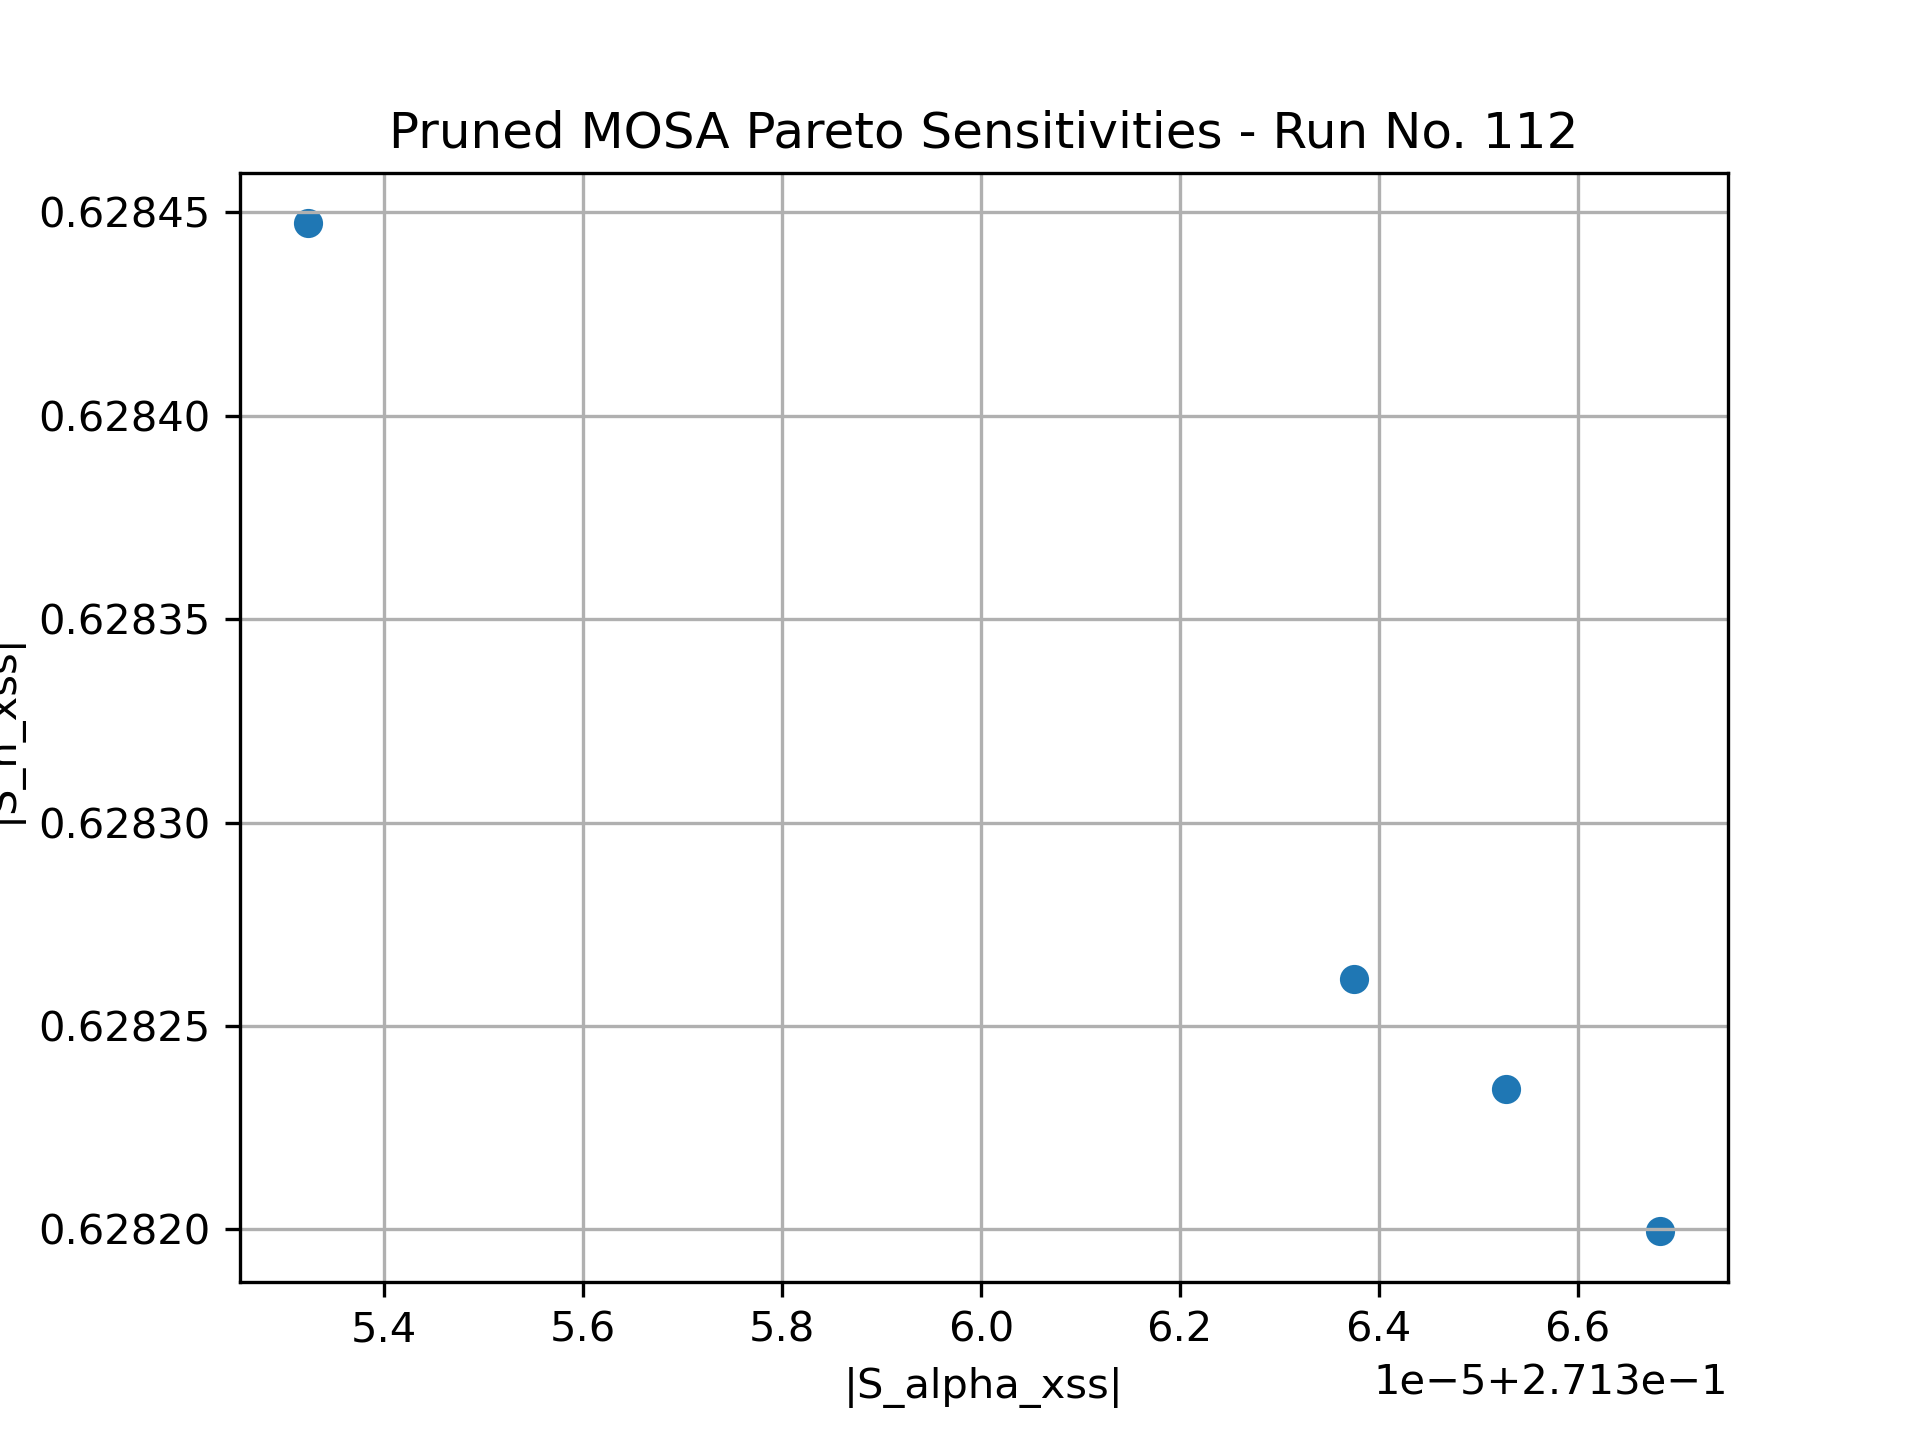 Pruned MOSA Pareto Sensitivities - Run No. 112
0.62845
0.62840
0.62835
0.62830
0.62825
0.62820
|S_n_xss|
5.4 5.6 5.8 6.0 6.2 6.4 6.6
|S_alpha_xss|
1e−5+2.713e−1